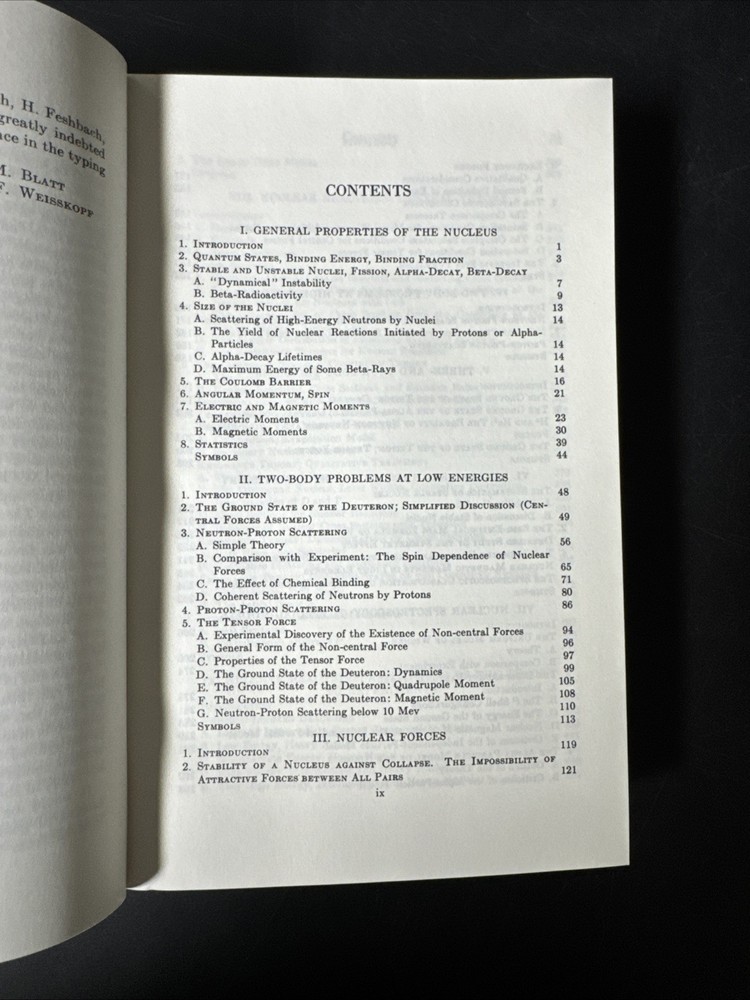 h, H. Feshbach,
greatly indebted
ce in the typing
M. BLATT
F. WEISSKOPF
CONTENTS
I. GENERAL PROPERTIES OF THE NUCLEUS
1. INTRODUCTION 1
2. QUANTUM STATES, BINDING ENERGY, BINDING FRACTION 3
3. STABLE AND UNSTABLE NUCLEI, FISSION, ALPHA-DECAY, BETA-DECAY
A. "Dynamical" Instability 7
B. Beta-Radioactivity 9
4. SIZE OF THE NUCLEI 13
A. Scattering of High-Energy Neutrons by Nuclei 14
B. The Yield of Nuclear Reactions Initiated by Protons or Alpha-
Particles 14
C. Alpha-Decay Lifetimes 14
D. Maximum Energy of Some Beta-Rays 14
5. THE COULOMB BARRIER 16
6. ANGULAR MOMENTUM, SPIN 21
7. ELECTRIC AND MAGNETIC MOMENTS
A. Electric Moments 23
B. Magnetic Moments 30
8. STATISTICS 39
SYMBOLS 44
II. TWO-BODY PROBLEMS AT LOW ENERGIES
1. INTRODUCTION 48
2. THE GROUND STATE OF THE DEUTERON; SIMPLIFIED DISCUSSION (CEN-
TRAL FORCES ASSUMED) 49
3. NEUTRON-PROTON SCATTERING
A. Simple Theory 56
B. Comparison with Experiment: The Spin Dependence of Nuclear
Forces 65
C. The Effect of Chemical Binding 71
D. Coherent Scattering of Neutrons by Protons 80
4. PROTON-PROTON SCATTERING 86
5. THE TENSOR FORCE
A. Experimental Discovery of the Existence of Non-central Forces 94
B. General Form of the Non-central Force 96
C. Properties of the Tensor Force 97
D. The Ground State of the Deuteron: Dynamics 99
E. The Ground State of the Deuteron: Quadrupole Moment 105
F. The Ground State of the Deuteron: Magnetic Moment 108
G. Neutron-Proton Scattering below 10 Mev 110
SYMBOLS 113
III. NUCLEAR FORCES
1. INTRODUCTION 119
2. STABILITY OF A NUCLEUS AGAINST COLLAPSE. THE IMPOSSIBILITY OF
ATTRACTIVE FORCES BETWEEN ALL PAIRS 121
ix